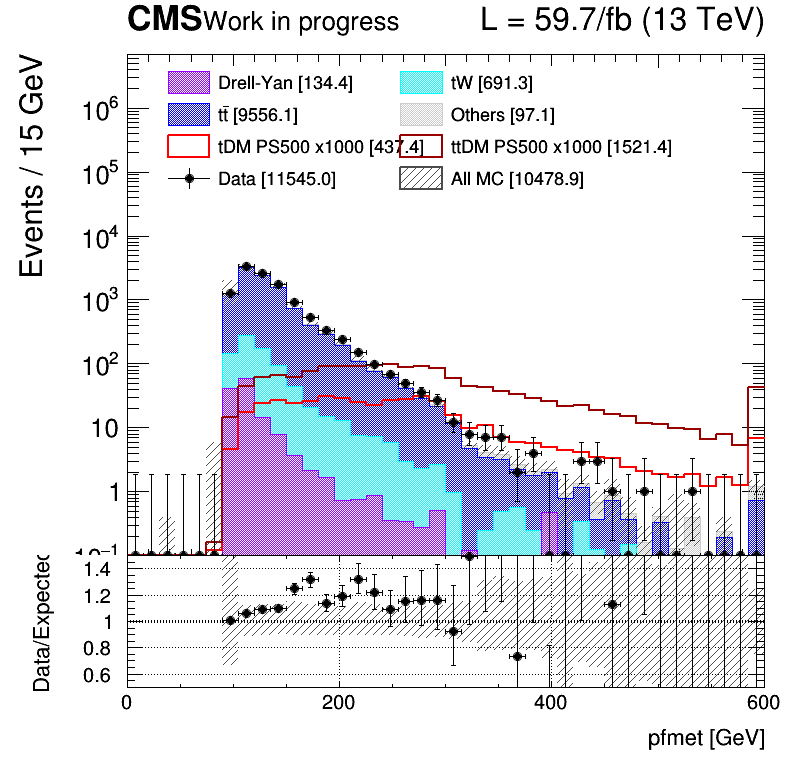 CMS Work in progress L = 59.7/fb (13 TeV)
Events / 15 GeV
Drell-Yan [134.4] tW [691.3]
tt̄ [9556.1] Others [97.1]
tDM PS500 x1000 [437.4] ttDM PS500 x1000 [1521.4]
Data [11545.0] All MC [10478.9]
10⁶
10⁵
10⁴
10³
10²
10
1
10⁻¹
Data/Expected
1.4
1.2
1
0.8
0.6
0 200 400 600
pfmet [GeV]